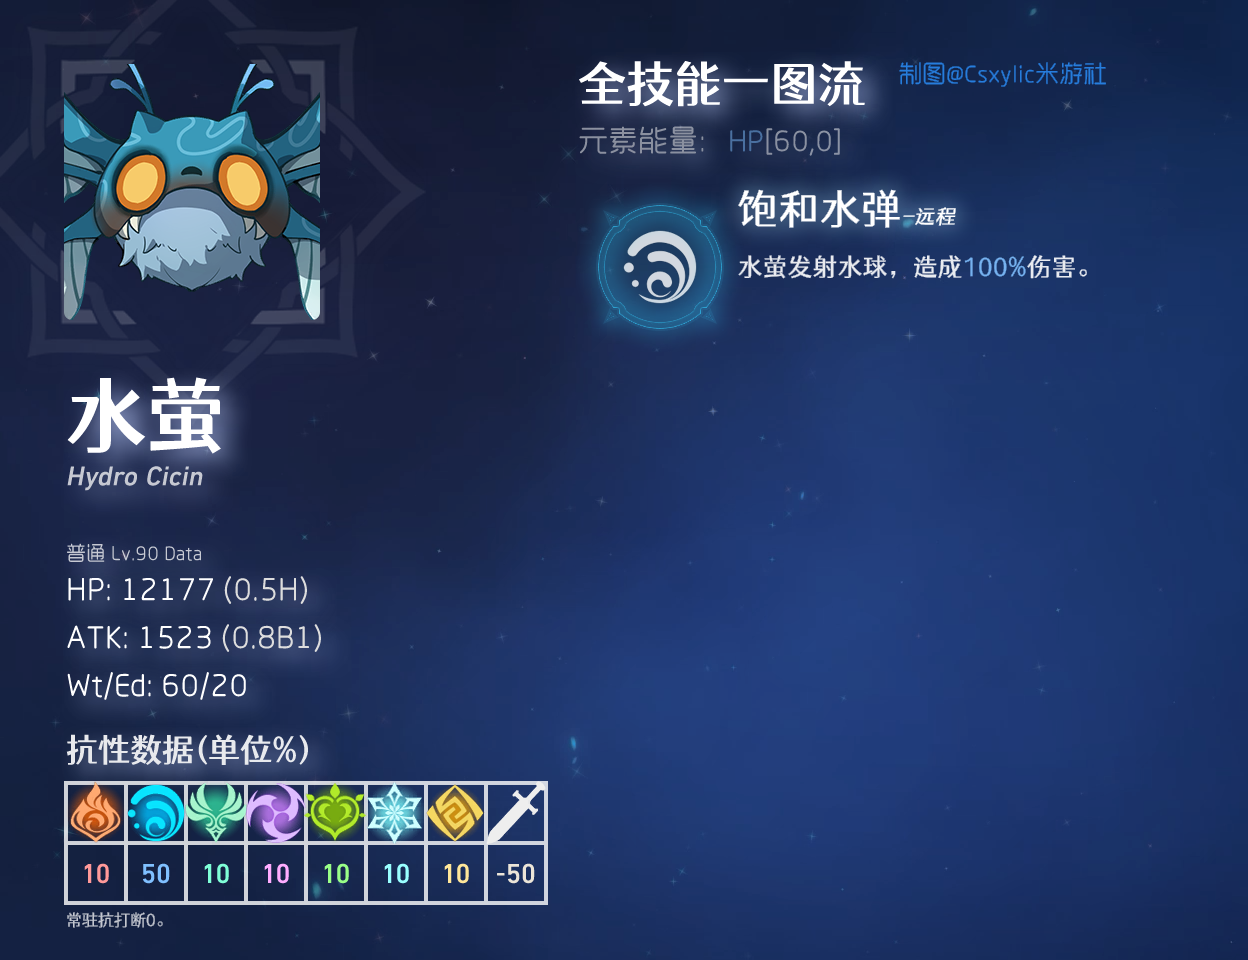 全技能一图流
制图@Csxylic米游社
元素能量: HP[60,0]
饱和水弹-远程
水萤发射水球，造成100%伤害。
水萤
Hydro Cicin
普通 Lv.90 Data
HP: 12177 (0.5H)
ATK: 1523 (0.8B1)
Wt/Ed: 60/20
抗性数据(单位%)
10 50 10 10 10 10 10 -50
常驻抗打断0。